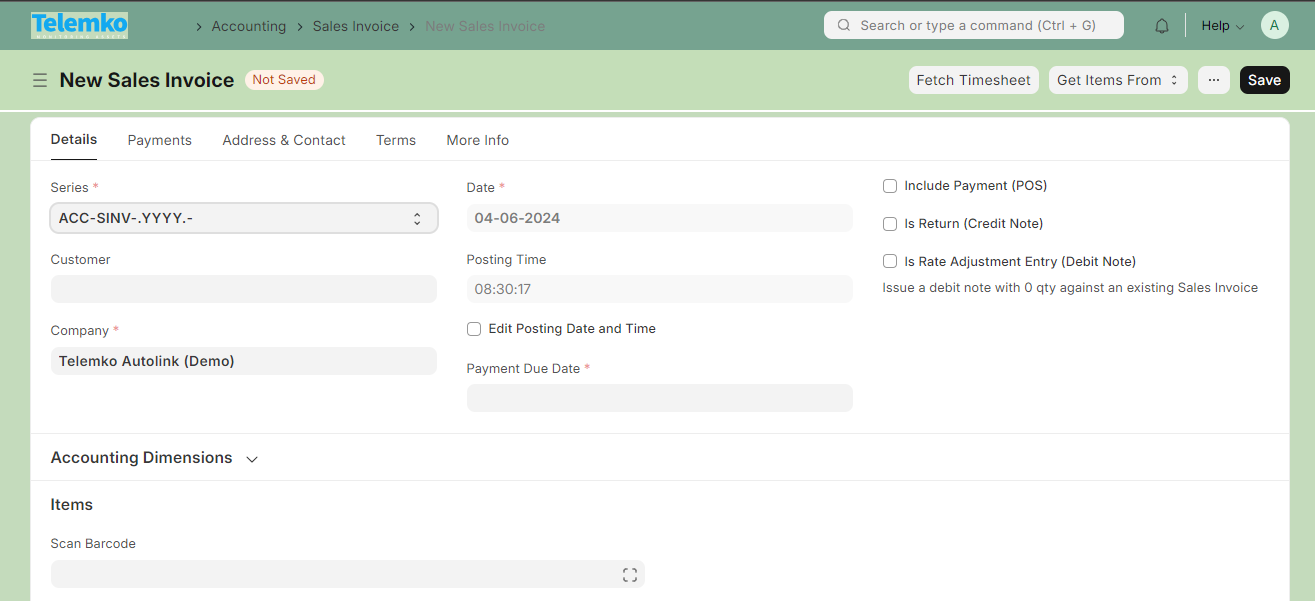 Telemko
Accounting
Sales Invoice
New Sales Invoice
Search or type a command (Ctrl + G)
Help
A
New Sales Invoice
Not Saved
Fetch Timesheet
Get Items From
...
Save
Details
Payments
Address & Contact
Terms
More Info
Series *
ACC-SINV-.YYYY.-
Customer
Company *
Telemko Autolink (Demo)
Date *
04-06-2024
Posting Time
08:30:17
Edit Posting Date and Time
Payment Due Date *
Include Payment (POS)
Is Return (Credit Note)
Is Rate Adjustment Entry (Debit Note)
Issue a debit note with 0 qty against an existing Sales Invoice
Accounting Dimensions
Items
Scan Barcode